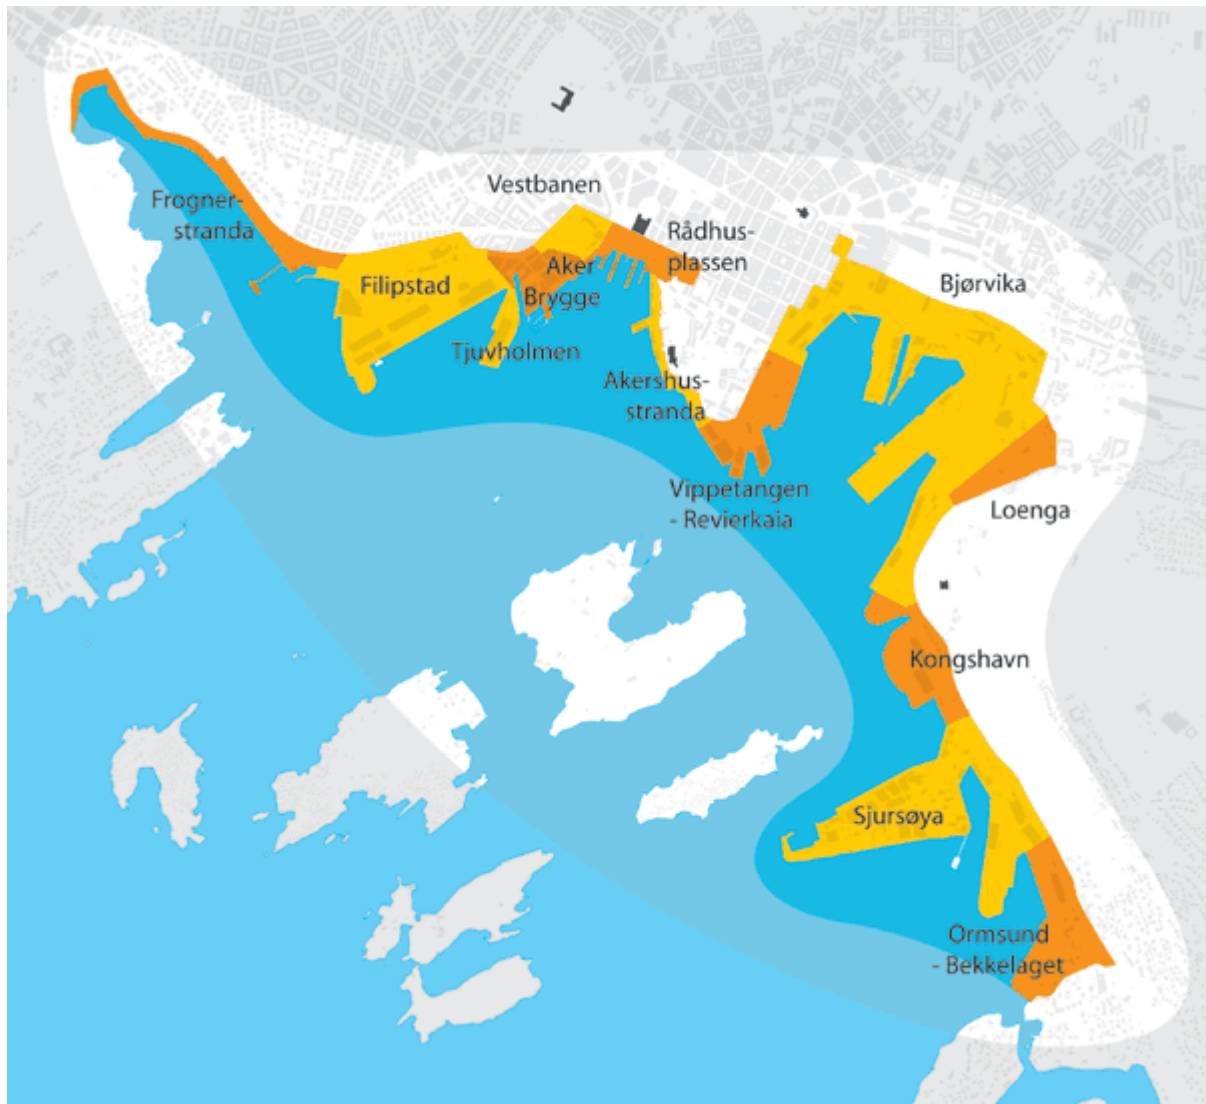 Vestbanen
Frogner-
stranda
Rådhus-
plassen
Aker
Brygge
Filipstad
Bjørvika
Tjuvholmen
Akershus-
stranda
Vippetangen
- Revierkaia
Loenga
Kongshavn
Sjursøya
Ormsund
- Bekkelaget